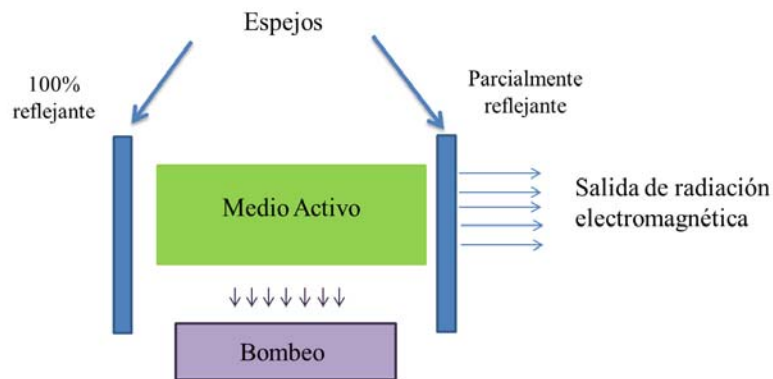 Espejos
100%
reflejante
Parcialmente
reflejante
Medio Activo
Salida de radiación
electromagnética
Bombeo